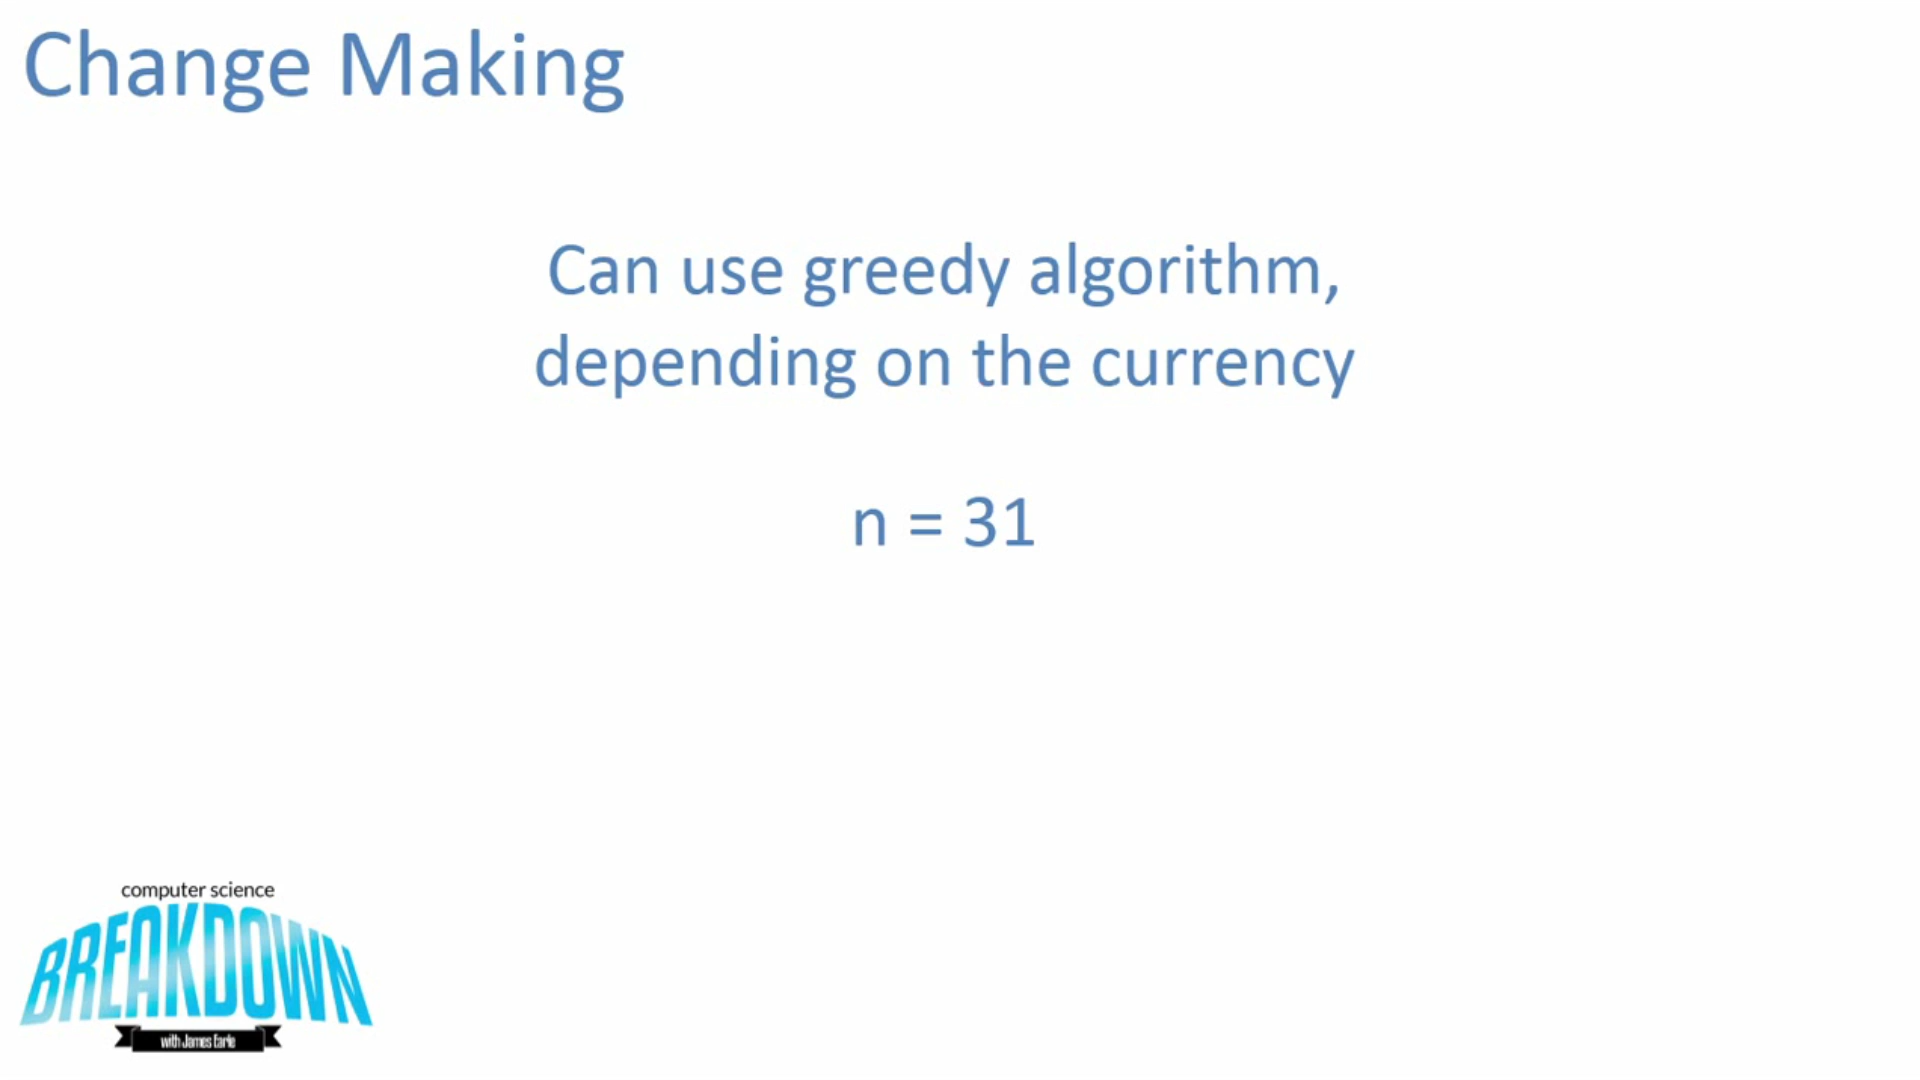 Change Making
Can use greedy algorithm,
depending on the currency
n = 31
computer science
BREAKDOWN
with James Earle